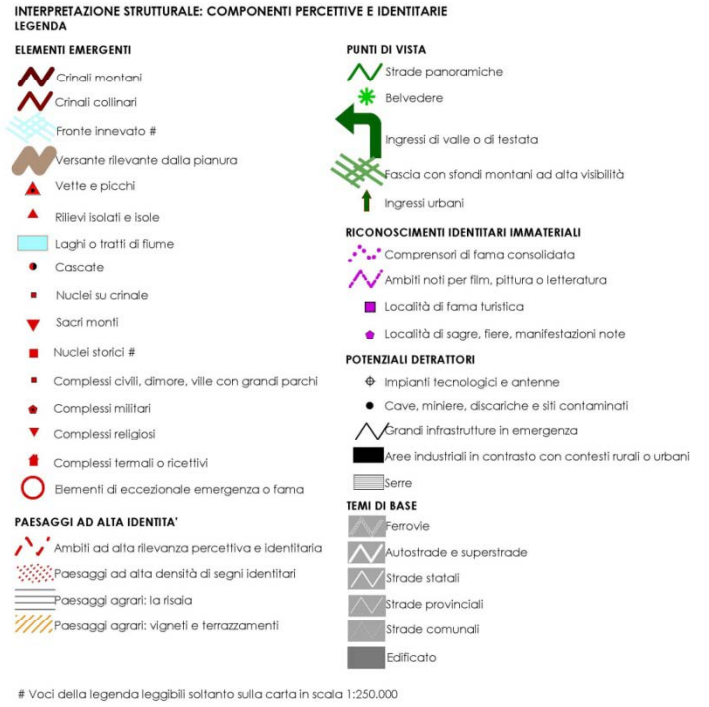 INTERPRETAZIONE STRUTTURALE: COMPONENTI PERCETTIVE E IDENTITARIE
LEGENDA
ELEMENTI EMERGENTI
Crinali montani
Crinali collinari
Fronte innevato #
Versante rilevante dalla pianura
Vette e picchi
Rilievi isolati e isole
Laghi o tratti di fiume
Cascate
Nuclei su crinale
Sacri monti
Nuclei storici #
Complessi civili, dimore, ville con grandi parchi
Complessi militari
Complessi religiosi
Complessi termali o ricettivi
Elementi di eccezionale emergenza o fama
PAESAGGI AD ALTA IDENTITA'
Ambiti ad alta rilevanza percettiva e identitaria
Paesaggi ad alta densità di segni identitari
Paesaggi agrari: la risaia
Paesaggi agrari: vigneti e terrazzamenti
PUNTI DI VISTA
Strade panoramiche
Belvedere
Ingressi di valle o di testata
Fascia con sfondi montani ad alta visibilità
Ingressi urbani
RICONOSCIMENTI IDENTITARI IMMATERIALI
Comprensori di fama consolidata
Ambiti noti per film, pittura o letteratura
Località di fama turistica
Località di sagre, fiere, manifestazioni note
POTENZIALI DETRATTORI
Impianti tecnologici e antenne
Cave, miniere, discariche e siti contaminati
Grandi infrastrutture in emergenza
Aree industriali in contrasto con contesti rurali o urbani
Serre
TEMI DI BASE
Ferrovie
Autostrade e superstrade
Strade statali
Strade provinciali
Strade comunali
Edificato
# Voci della legenda leggibili soltanto sulla carta in scala 1:250.000